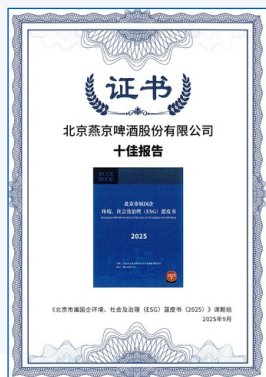 证书
北京燕京啤酒股份有限公司
十佳报告
BLUE
BOOK
北京市属国企
环境、社会及治理（ESG）蓝皮书
2025
《北京市属国企环境、社会及治理（ESG）蓝皮书（2025）》课题组
2025年9月